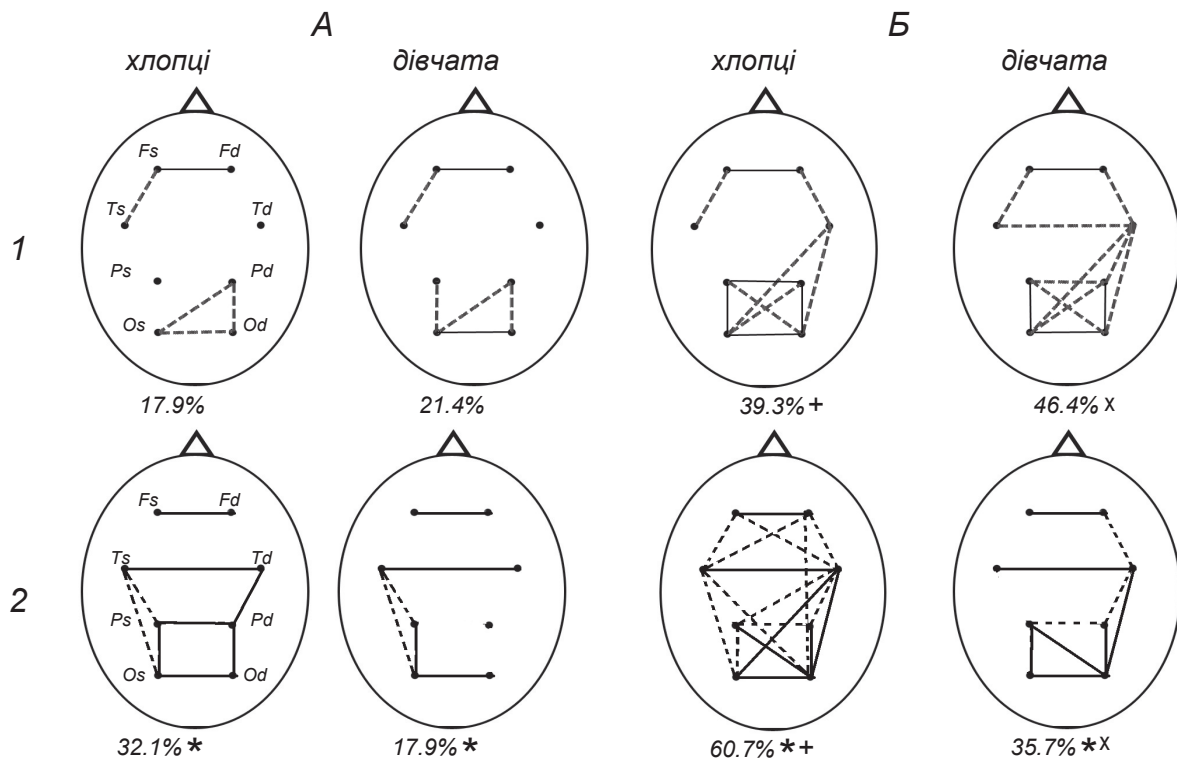 А Б
хлопці дівчата хлопці дівчата
Fs Fd
Ts Td
1
Ps Pd
Os Od
17.9% 21.4% 39.3% + 46.4% x
Fs Fd
Ts Td
2
Ps Pd
Os Od
32.1% * 17.9% * 60.7% * + 35.7% * x